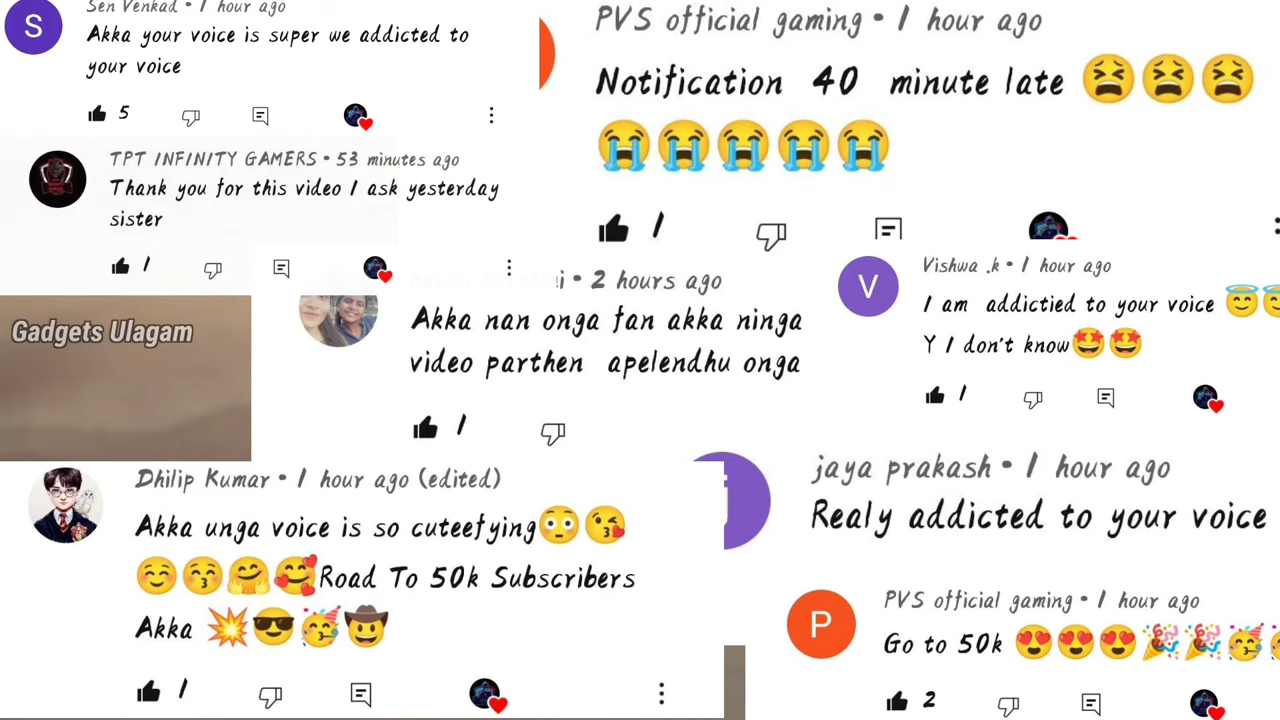 S
Sen Venkad • 1 hour ago
Akka your voice is super we addicted to
your voice
5
TPT INFINITY GAMERS • 53 minutes ago
Thank you for this video I ask yesterday
sister
1
PVS official gaming • 1 hour ago
Notification 40 minute late 😫😫😫
😭😭😭😭😭
1
Gadgets Ulagam
• 2 hours ago
Akka nan onga fan akka ninga
video parthen apelendhu onga
1
V
Vishwa .k • 1 hour ago
I am addictied to your voice 😇😇
Y I don't know🤩🤩
1
Dhilip Kumar • 1 hour ago (edited)
Akka unga voice is so cuteefying😳😘
☺️😚🤗🥰Road To 50k Subscribers
Akka 💥😎🥳🤠
1
j
jaya prakash • 1 hour ago
Realy addicted to your voice
P
PVS official gaming • 1 hour ago
Go to 50k 😍😍😍🎉🎉🥳
2